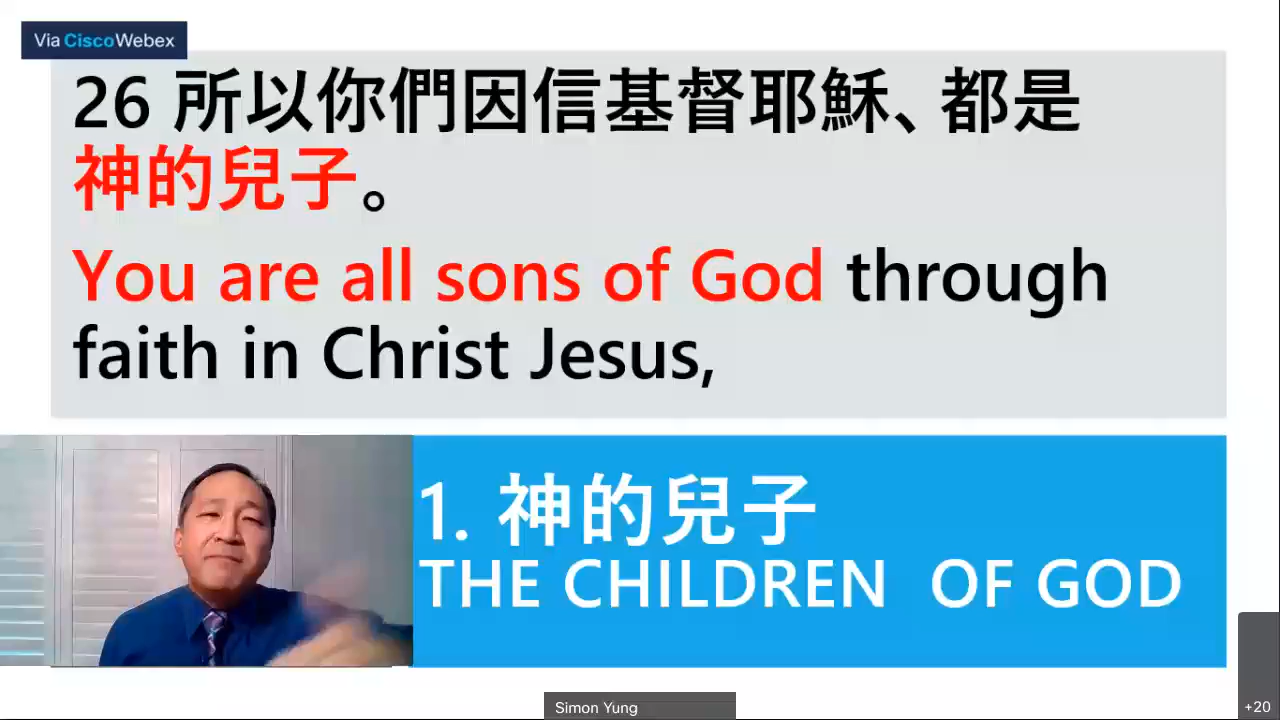 Via CiscoWebex
26 所以你們因信基督耶穌、都是
神的兒子。
You are all sons of God through
faith in Christ Jesus,
1. 神的兒子
THE CHILDREN OF GOD
Simon Yung
+20